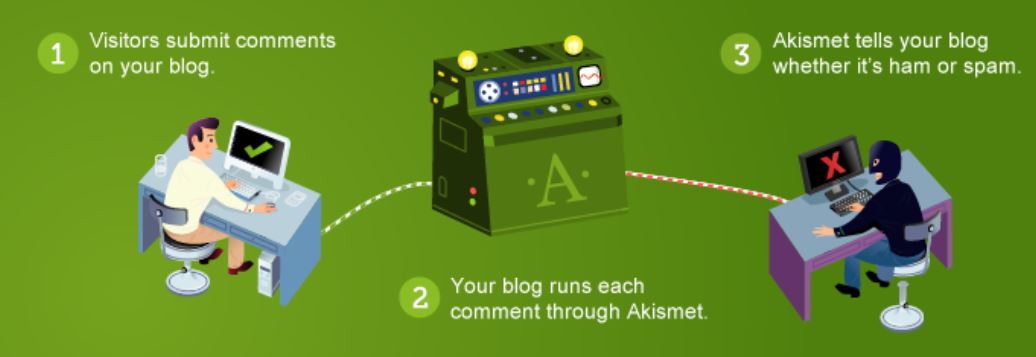 1
Visitors submit comments
on your blog.
·A·
2
Your blog runs each
comment through Akismet.
3
Akismet tells your blog
whether it's ham or spam.
X